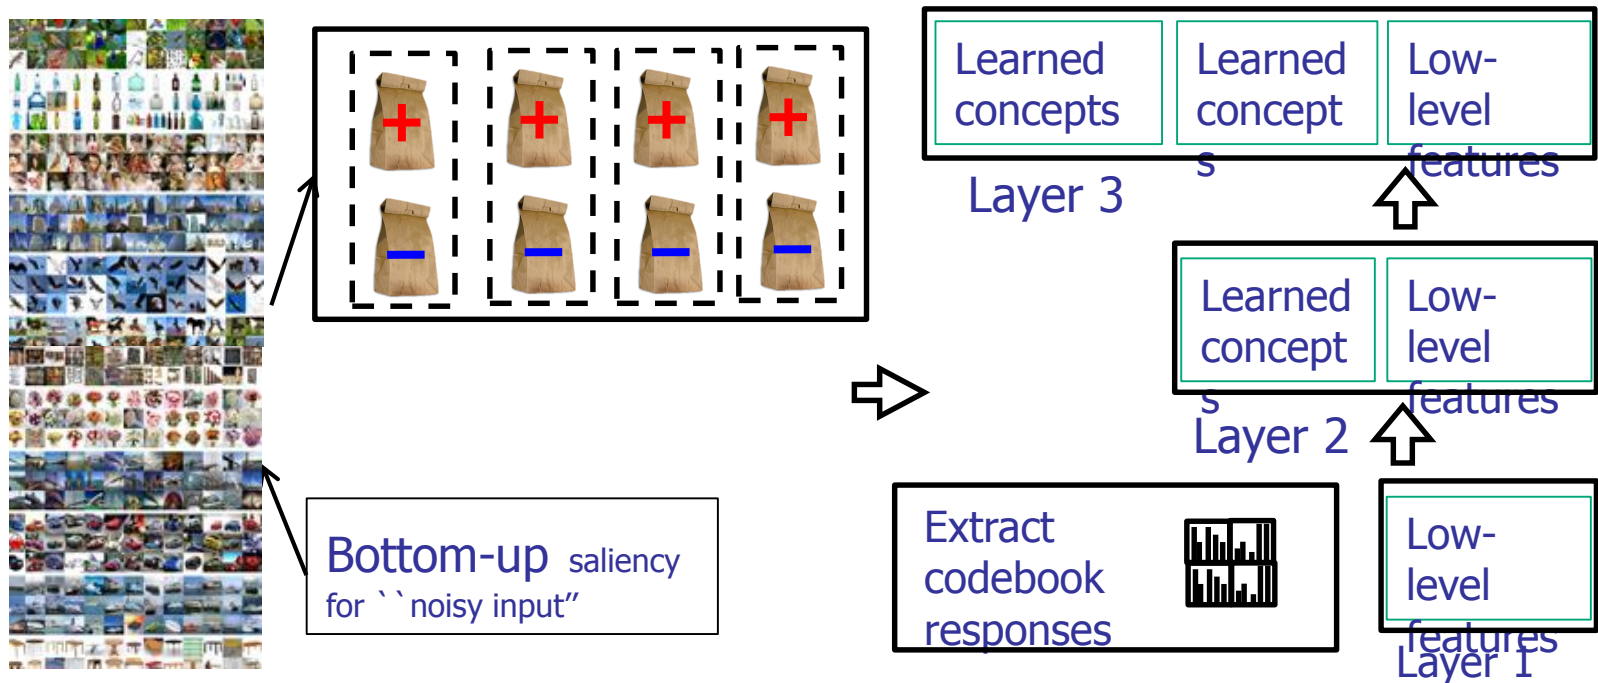 Bottom-up saliency
for ``noisy input”
Learned
concepts
Learned
concept
s
Low-
level
features
Layer 3
Learned
concept
s
Low-
level
features
Layer 2
Extract
codebook
responses
Low-
level
features
Layer 1